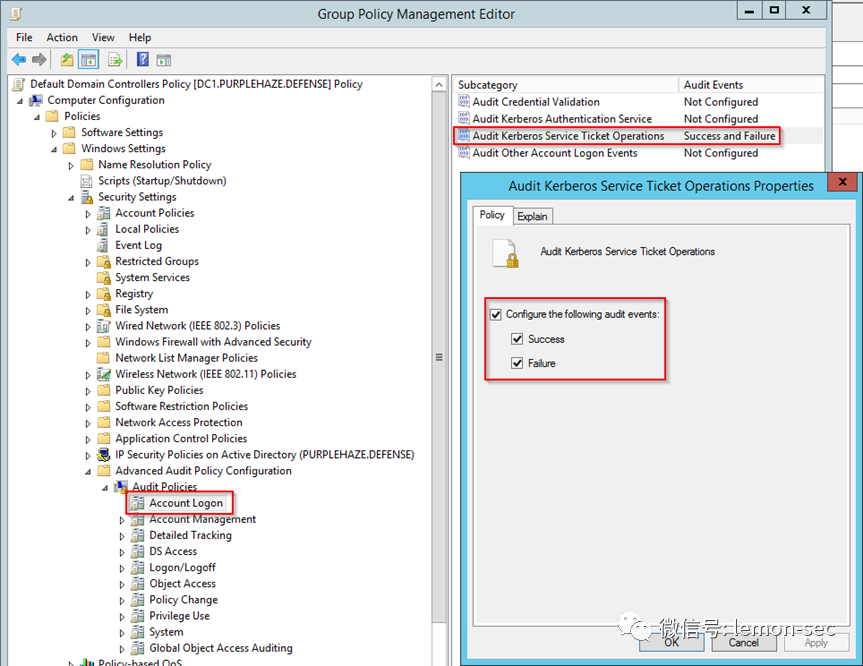 Group Policy Management Editor
File Action View Help
Default Domain Controllers Policy [DC1.PURPLEHAZE.DEFENSE] Policy
Computer Configuration
Policies
Software Settings
Windows Settings
Name Resolution Policy
Scripts (Startup/Shutdown)
Security Settings
Account Policies
Local Policies
Event Log
Restricted Groups
System Services
Registry
File System
Wired Network (IEEE 802.3) Policies
Windows Firewall with Advanced Security
Network List Manager Policies
Wireless Network (IEEE 802.11) Policies
Public Key Policies
Software Restriction Policies
Network Access Protection
Application Control Policies
IP Security Policies on Active Directory (PURPLEHAZE.DEFENSE)
Advanced Audit Policy Configuration
Audit Policies
Account Logon
Account Management
Detailed Tracking
DS Access
Logon/Logoff
Object Access
Policy Change
Privilege Use
System
Global Object Access Auditing
Policy-based QoS
Subcategory Audit Events
Audit Credential Validation Not Configured
Audit Kerberos Authentication Service Not Configured
Audit Kerberos Service Ticket Operations Success and Failure
Audit Other Account Logon Events Not Configured
Audit Kerberos Service Ticket Operations Properties
Policy Explain
Audit Kerberos Service Ticket Operations
Configure the following audit events:
Success
Failure
微信号: lemon-sec
OK Cancel Apply